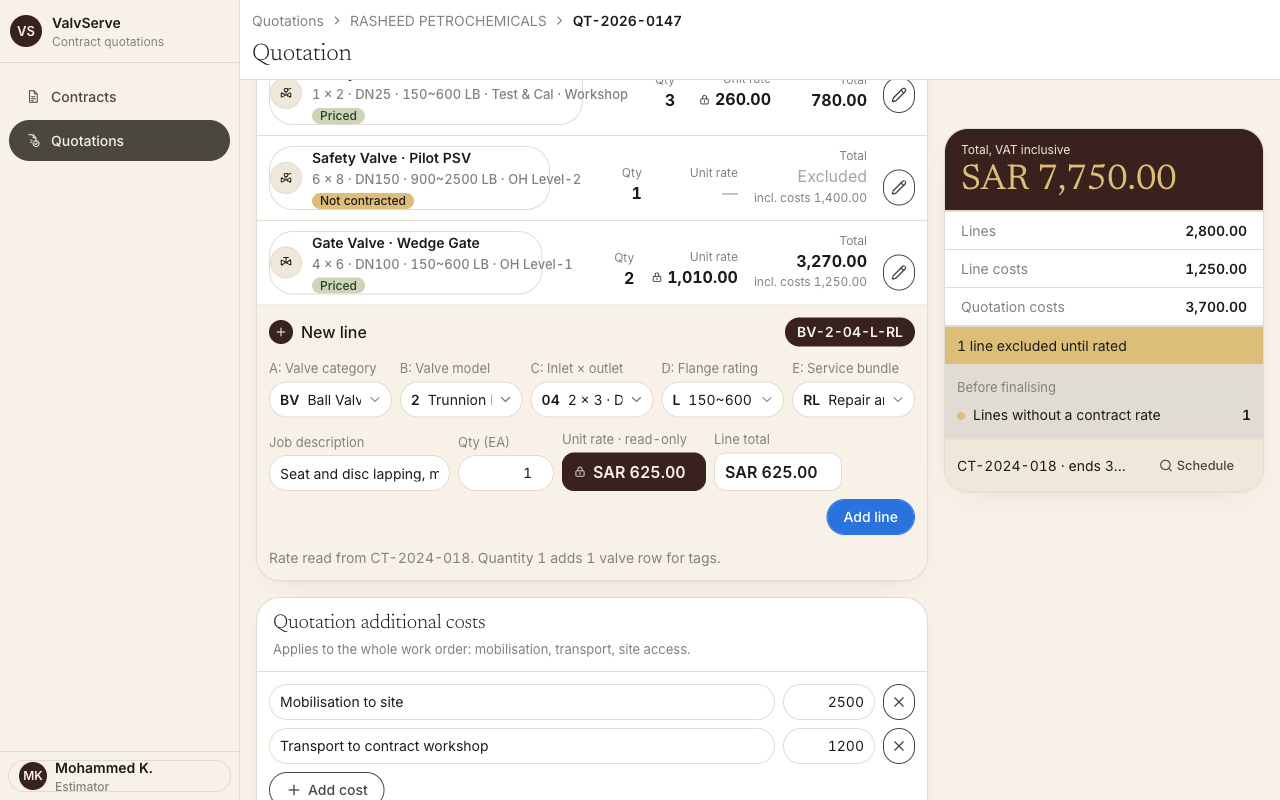 VS
ValvServe
Contract quotations
Contracts
Quotations
MK
Mohammed K.
Estimator
Quotations > RASHEED PETROCHEMICALS > QT-2026-0147
Quotation
Qty
Unit rate
Total
1 × 2 · DN25 · 150~600 LB · Test & Cal · Workshop
3
260.00
780.00
Priced
Safety Valve · Pilot PSV
6 × 8 · DN150 · 900~2500 LB · OH Level-2
Not contracted
Qty
1
Unit rate
—
Total
Excluded
incl. costs 1,400.00
Gate Valve · Wedge Gate
4 × 6 · DN100 · 150~600 LB · OH Level-1
Priced
Qty
2
Unit rate
1,010.00
Total
3,270.00
incl. costs 1,250.00
New line
BV-2-04-L-RL
A: Valve category
B: Valve model
C: Inlet × outlet
D: Flange rating
E: Service bundle
BV Ball Valv
2 Trunnion
04 2 × 3 · D
L 150~600
RL Repair ar
Job description
Qty (EA)
Unit rate · read-only
Line total
Seat and disc lapping, m
1
SAR 625.00
SAR 625.00
Add line
Rate read from CT-2024-018. Quantity 1 adds 1 valve row for tags.
Quotation additional costs
Applies to the whole work order: mobilisation, transport, site access.
Mobilisation to site
2500
Transport to contract workshop
1200
Add cost
Total, VAT inclusive
SAR 7,750.00
Lines 2,800.00
Line costs 1,250.00
Quotation costs 3,700.00
1 line excluded until rated
Before finalising
Lines without a contract rate 1
CT-2024-018 · ends 3...
Schedule